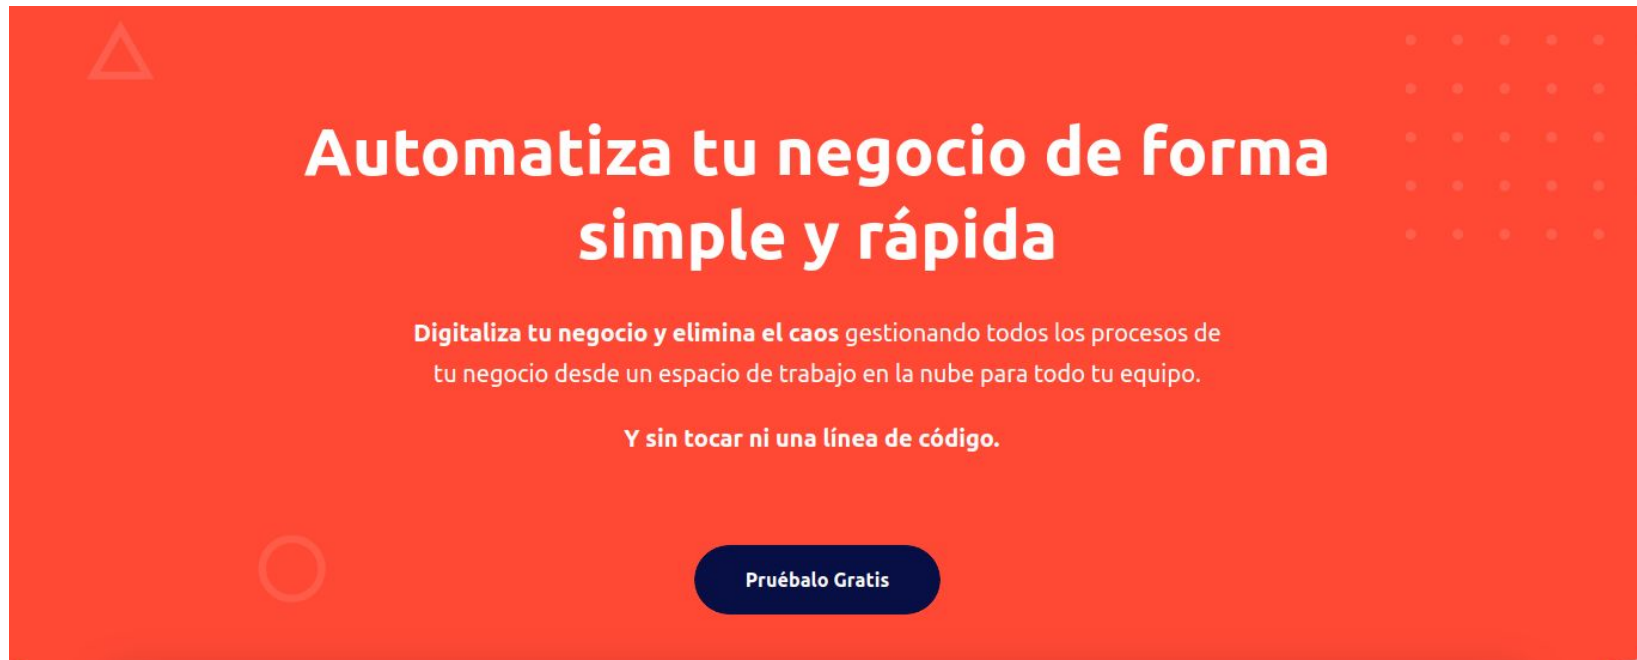 Automatiza tu negocio de forma
simple y rápida
Digitaliza tu negocio y elimina el caos gestionando todos los procesos de
tu negocio desde un espacio de trabajo en la nube para todo tu equipo.
Y sin tocar ni una línea de código.
Pruébalo Gratis